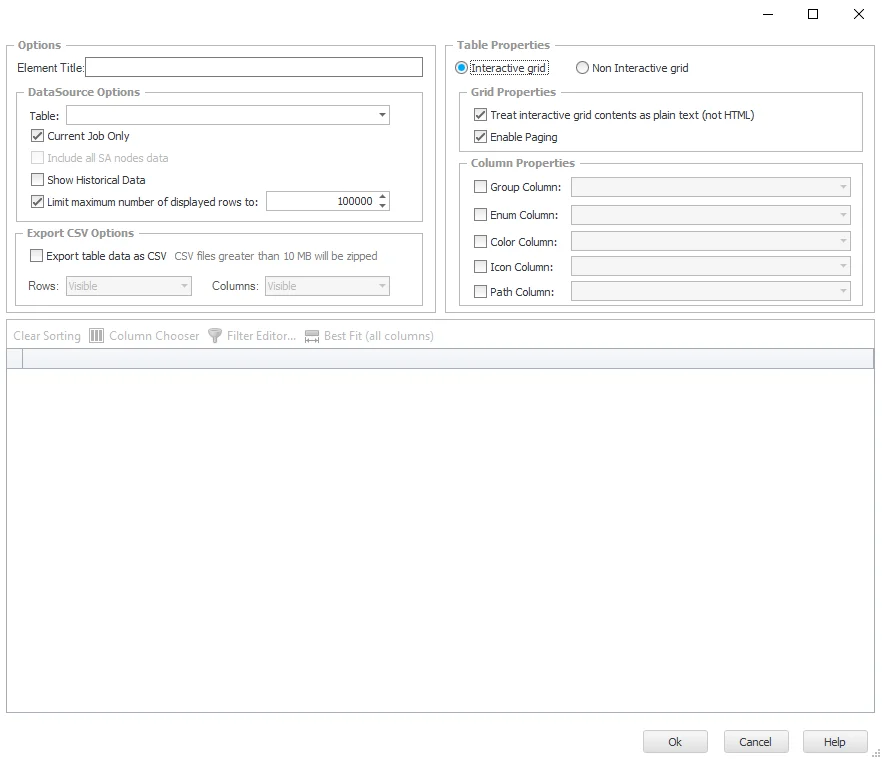 Options
Element Title:
DataSource Options
Table:
Current Job Only
Include all SA nodes data
Show Historical Data
Limit maximum number of displayed rows to: 100000
Export CSV Options
Export table data as CSV CSV files greater than 10 MB will be zipped
Rows: Visible Columns: Visible
Table Properties
Interactive grid Non Interactive grid
Grid Properties
Treat interactive grid contents as plain text (not HTML)
Enable Paging
Column Properties
Group Column:
Enum Column:
Color Column:
Icon Column:
Path Column:
Clear Sorting Column Chooser Filter Editor... Best Fit (all columns)
Ok Cancel Help